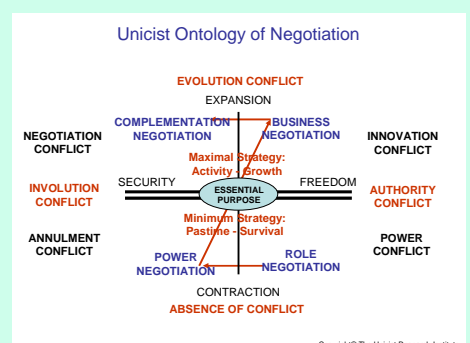 Unicist Ontology of Negotiation
EVOLUTION CONFLICT
EXPANSION
COMPLEMENTATION
NEGOTIATION
BUSINESS
NEGOTIATION
NEGOTIATION
CONFLICT
INNOVATION
CONFLICT
Maximal Strategy:
Activity - Growth
INVOLUTION
CONFLICT
SECURITY
ESSENTIAL
PURPOSE
FREEDOM
AUTHORITY
CONFLICT
Minimum Strategy:
Pastime - Survival
ANNULMENT
CONFLICT
POWER
CONFLICT
POWER
NEGOTIATION
ROLE
NEGOTIATION
CONTRACTION
ABSENCE OF CONFLICT